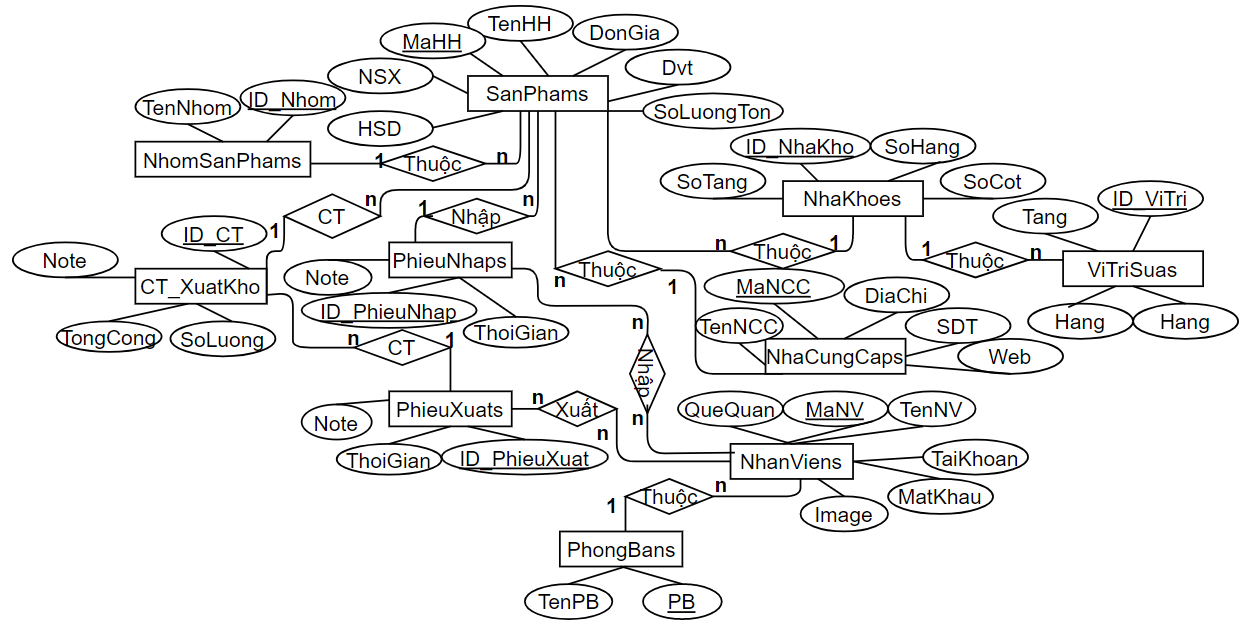 TenHH
DonGia
MaHH
NSX
Dvt
SanPhams
SoLuongTon
TenNhom
ID_Nhom
HSD
ID_NhaKho
SoHang
NhomSanPhams
1
Thuộc
n
SoTang
SoCot
NhaKhoes
ID_ViTri
n
CT
1
Nhập
n
Tang
1
ID_CT
n
Thuộc
1
1
Thuộc
n
Note
PhieuNhaps
Thuộc
ViTriSuas
CT_XuatKho
Note
n
1
MaNCC
DiaChi
ID_PhieuNhap
Hang
Hang
TongCong
SoLuong
ThoiGian
n
TenNCC
SDT
n
CT
1
Nhập
NhaCungCaps
Web
PhieuXuats
n
Xuất
n
n
QueQuan
MaNV
TenNV
Note
ThoiGian
ID_PhieuXuat
NhanViens
TaiKhoan
1
Thuộc
n
MatKhau
Image
PhongBans
TenPB
PB